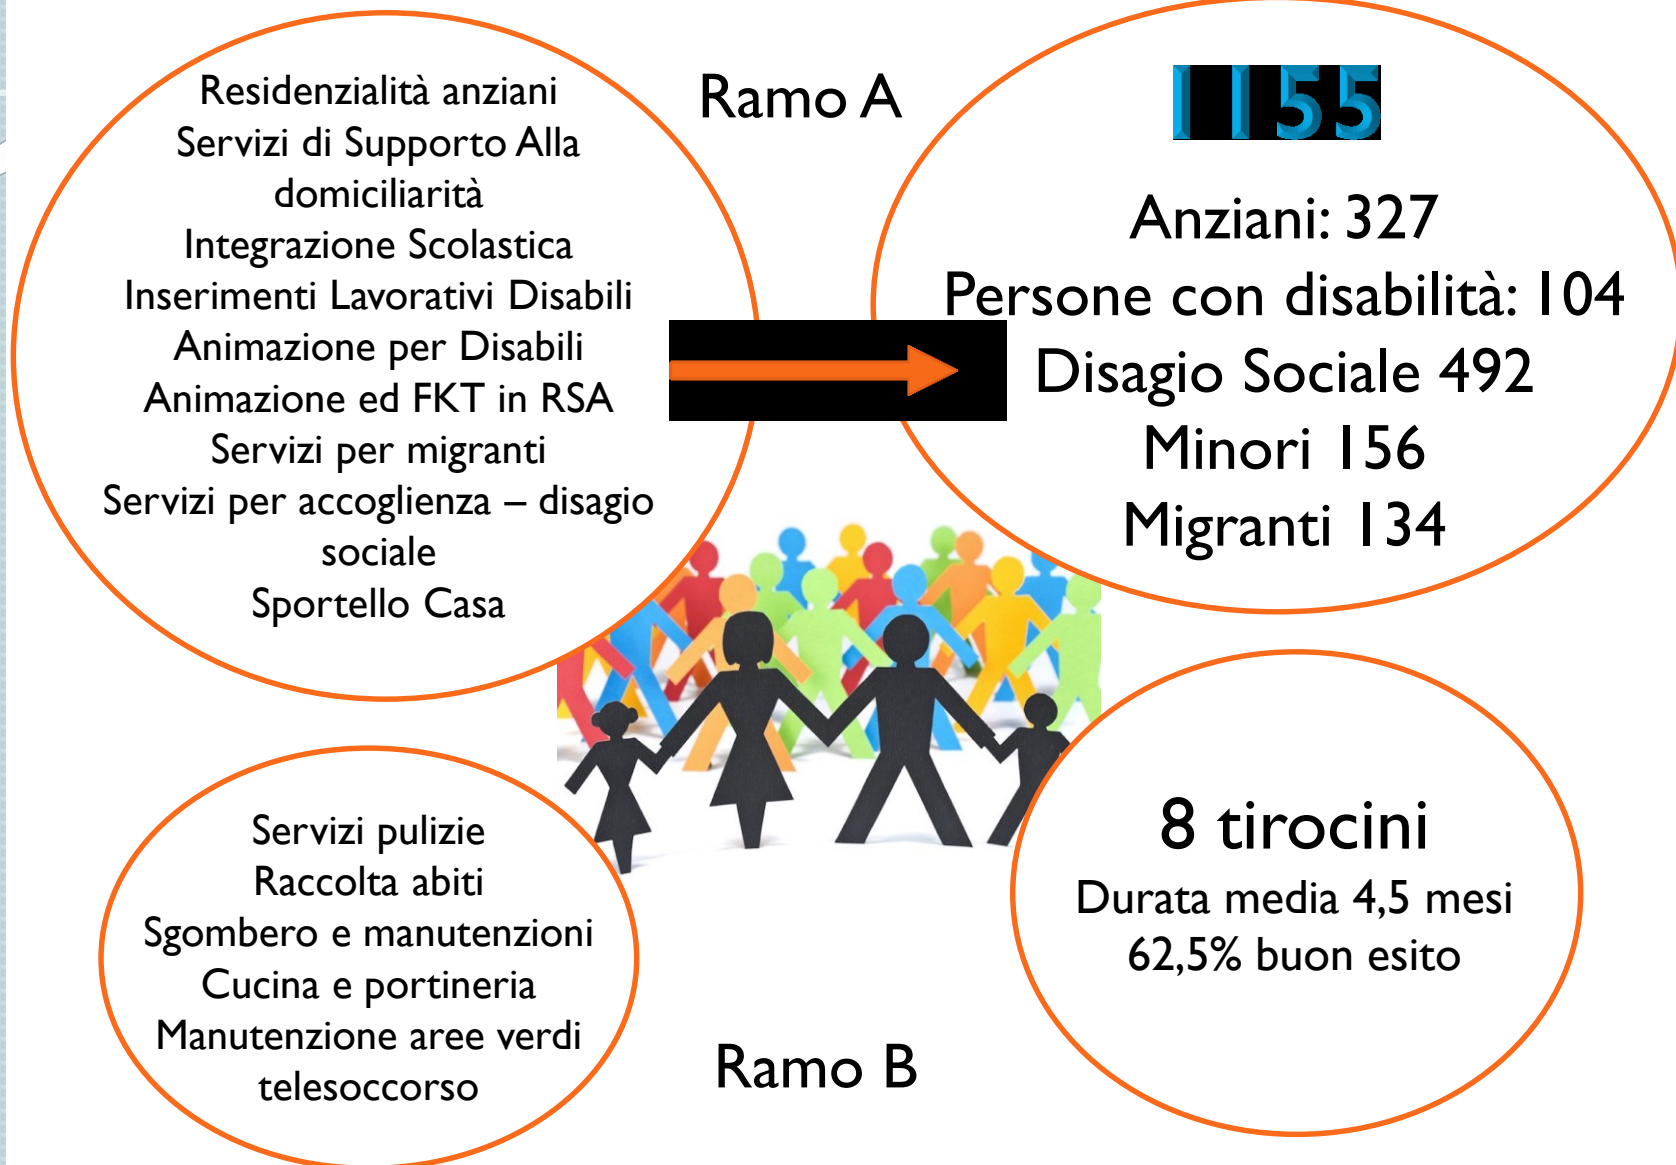 Residenzialità anziani
Servizi di Supporto Alla
domiciliarità
Integrazione Scolastica
Inserimenti Lavorativi Disabili
Animazione per Disabili
Animazione ed FKT in RSA
Servizi per migranti
Servizi per accoglienza – disagio
sociale
Sportello Casa
Ramo A
1155
Anziani: 327
Persone con disabilità: 104
Disagio Sociale 492
Minori 156
Migranti 134
Servizi pulizie
Raccolta abiti
Sgombero e manutenzioni
Cucina e portineria
Manutenzione aree verdi
telesoccorso
Ramo B
8 tirocini
Durata media 4,5 mesi
62,5% buon esito